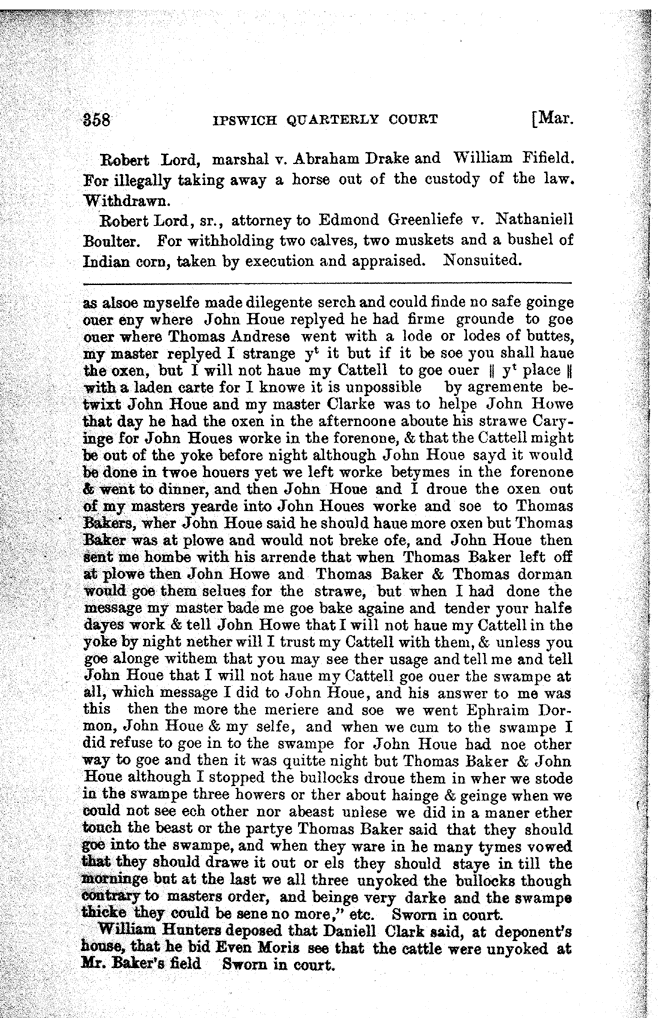 358 IPSWICH QUARTERLY COURT [Mar.
Robert Lord, marshal v. Abraham Drake and William Fifield.
For illegally taking away a horse out of the custody of the law.
Withdrawn.
Robert Lord, sr., attorney to Edmond Greenliefe v. Nathaniell
Boulter. For withholding two calves, two muskets and a bushel of
Indian corn, taken by execution and appraised. Nonsuited.
as alsoe myselfe made dilegente serch and could finde no safe goinge
ouer eny where John Houe replyed he had firme grounde to goe
ouer where Thomas Andrese went with a lode or lodes of buttes,
my master replyed I strange yᵗ it but if it be soe you shall haue
the oxen, but I will not haue my Cattell to goe ouer || yᵗ place ||
with a laden carte for I knowe it is unpossible by agremente be-
twixt John Houe and my master Clarke was to helpe John Howe
that day he had the oxen in the afternoone aboute his strawe Cary-
inge for John Houes worke in the forenone, & that the Cattell might
be out of the yoke before night although John Houe sayd it would
be done in twoe houers yet we left worke betymes in the forenone
& went to dinner, and then John Houe and I droue the oxen out
of my masters yearde into John Houes worke and soe to Thomas
Bakers, wher John Houe said he should haue more oxen but Thomas
Baker was at plowe and would not breke ofe, and John Houe then
sent me hombe with his arrende that when Thomas Baker left off
at plowe then John Howe and Thomas Baker & Thomas dorman
would goe them selues for the strawe, but when I had done the
message my master bade me goe bake againe and tender your halfe
dayes work & tell John Howe that I will not haue my Cattell in the
yoke by night nether will I trust my Cattell with them, & unless you
goe alonge withem that you may see ther usage and tell me and tell
John Houe that I will not haue my Cattell goe ouer the swampe at
all, which message I did to John Houe, and his answer to me was
this then the more the meriere and soe we went Ephraim Dor-
mon, John Houe & my selfe, and when we cum to the swampe I
did refuse to goe in to the swampe for John Houe had noe other
way to goe and then it was quitte night but Thomas Baker & John
Houe although I stopped the bullocks droue them in wher we stode
in the swampe three howers or ther about hainge & geinge when we
could not see ech other nor abeast unlese we did in a maner ether
touch the beast or the partye Thomas Baker said that they should
goe into the swampe, and when they ware in he many tymes vowed
that they should drawe it out or els they should staye in till the
morninge but at the last we all three unyoked the bullocks though
contrary to masters order, and beinge very darke and the swampe
thicke they could be sene no more," etc. Sworn in court.
William Hunters deposed that Daniell Clark said, at deponent's
house, that he bid Even Moris see that the cattle were unyoked at
Mr. Baker's field Sworn in court.